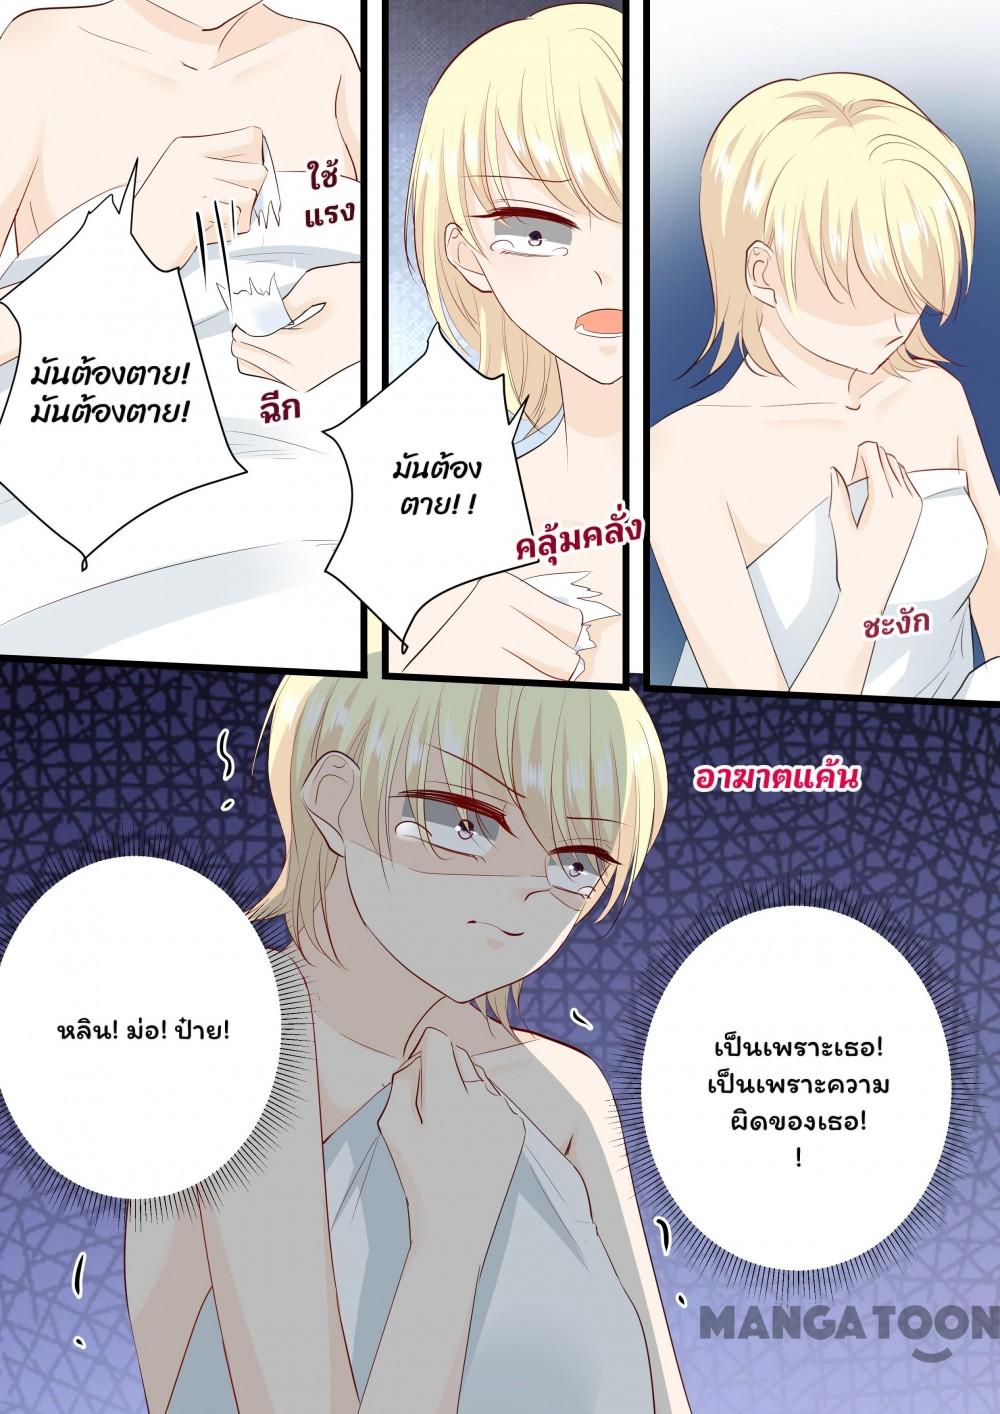 ใช้
แรง
มันต้องตาย!
มันต้องตาย!
ฉีก
มันต้อง
ตาย! !
คลุ้มคลั่ง
ชะงัก
อาฆาตแค้น
หลิน! ม่อ! ป๋าย!
เป็นเพราะเธอ!
เป็นเพราะความ
ผิดของเธอ!
!
MANGATOON